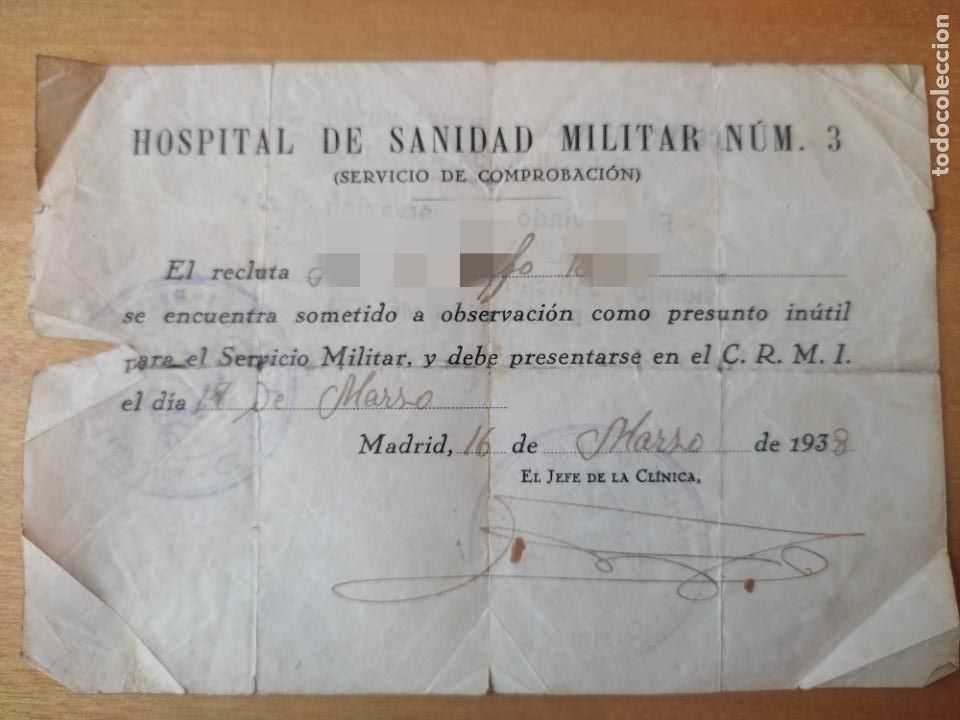 HOSPITAL DE SANIDAD MILITAR NÚM. 3
(SERVICIO DE COMPROBACIÓN)
El recluta
se encuentra sometido a observación como presunto inútil
para el Servicio Militar, y debe presentarse en el C. R. M. I.
el día 18 De Marso
Madrid, 16 de Marso de 1938
EL JEFE DE LA CLÍNICA,
todocoleccion